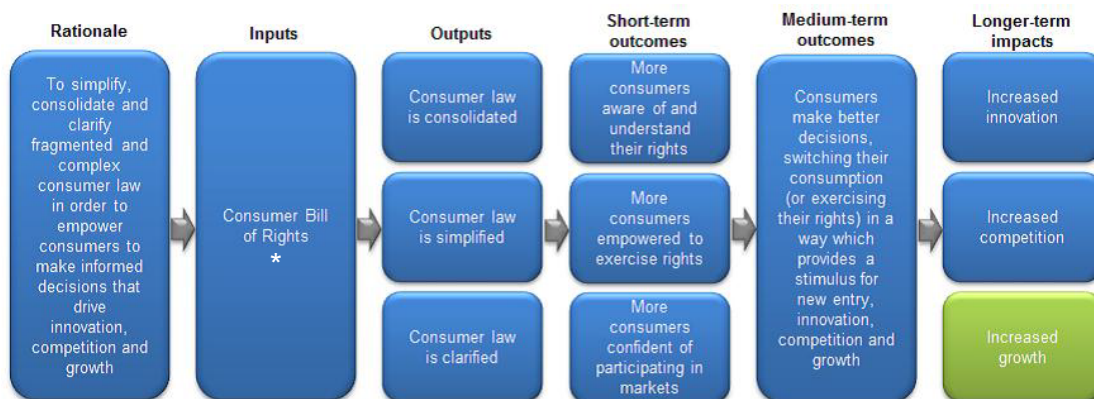 Rationale
To simplify,
consolidate and
clarify
fragmented and
complex
consumer law
in order to
empower
consumers to
make informed
decisions that
drive
innovation,
competition and
growth
Inputs
Consumer Bill
of Rights
*
Outputs
Consumer law
is consolidated
Consumer law
is simplified
Consumer law
is clarified
Short-term
outcomes
More
consumers
aware of and
understand
their rights
More
consumers
empowered to
exercise rights
More
consumers
confident of
participating in
markets
Medium-term
outcomes
Consumers
make better
decisions,
switching their
consumption
(or exercising
their rights) in a
way which
provides a
stimulus for
new entry,
innovation,
competition and
growth
Longer-term
impacts
Increased
innovation
Increased
competition
Increased
growth